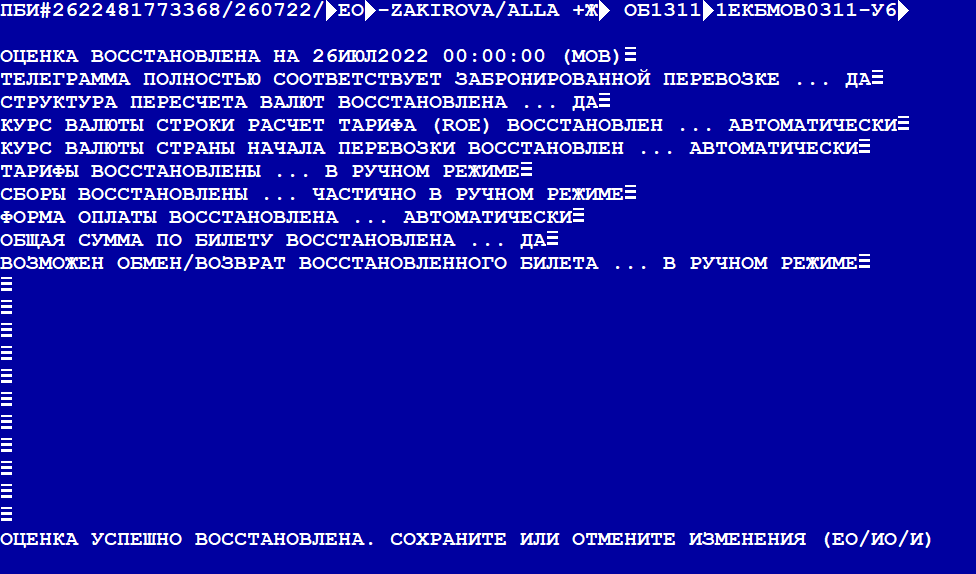 ПБИ#2622481773368/260722/▶ЕО▶-ZAKIROVA/ALLA +Ж▶ ОБ1311▶1ЕКБМОВ0311-У6▶
ОЦЕНКА ВОССТАНОВЛЕНА НА 26ИЮЛ2022 00:00:00 (МОВ)
ТЕЛЕГРАММА ПОЛНОСТЬЮ СООТВЕТСТВУЕТ ЗАБРОНИРОВАННОЙ ПЕРЕВОЗКЕ ... ДА
СТРУКТУРА ПЕРЕСЧЕТА ВАЛЮТ ВОССТАНОВЛЕНА ... ДА
КУРС ВАЛЮТЫ СТРОКИ РАСЧЕТ ТАРИФА (ROE) ВОССТАНОВЛЕН ... АВТОМАТИЧЕСКИ
КУРС ВАЛЮТЫ СТРАНЫ НАЧАЛА ПЕРЕВОЗКИ ВОССТАНОВЛЕН ... АВТОМАТИЧЕСКИ
ТАРИФЫ ВОССТАНОВЛЕНЫ ... В РУЧНОМ РЕЖИМЕ
СБОРЫ ВОССТАНОВЛЕНЫ ... ЧАСТИЧНО В РУЧНОМ РЕЖИМЕ
ФОРМА ОПЛАТЫ ВОССТАНОВЛЕНА ... АВТОМАТИЧЕСКИ
ОБЩАЯ СУММА ПО БИЛЕТУ ВОССТАНОВЛЕНА ... ДА
ВОЗМОЖЕН ОБМЕН/ВОЗВРАТ ВОССТАНОВЛЕННОГО БИЛЕТА ... В РУЧНОМ РЕЖИМЕ
ОЦЕНКА УСПЕШНО ВОССТАНОВЛЕНА. СОХРАНИТЕ ИЛИ ОТМЕНИТЕ ИЗМЕНЕНИЯ (ЕО/ИО/И)